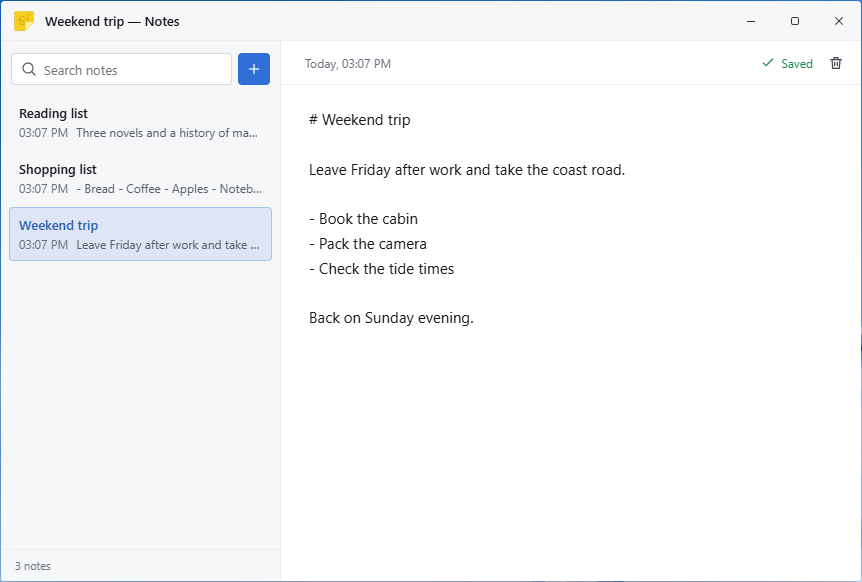 Weekend trip — Notes
Search notes
Reading list
03:07 PM Three novels and a history of ma...
Shopping list
03:07 PM - Bread - Coffee - Apples - Noteb...
Weekend trip
03:07 PM Leave Friday after work and take ...
3 notes
Today, 03:07 PM
Saved
# Weekend trip
Leave Friday after work and take the coast road.
- Book the cabin
- Pack the camera
- Check the tide times
Back on Sunday evening.